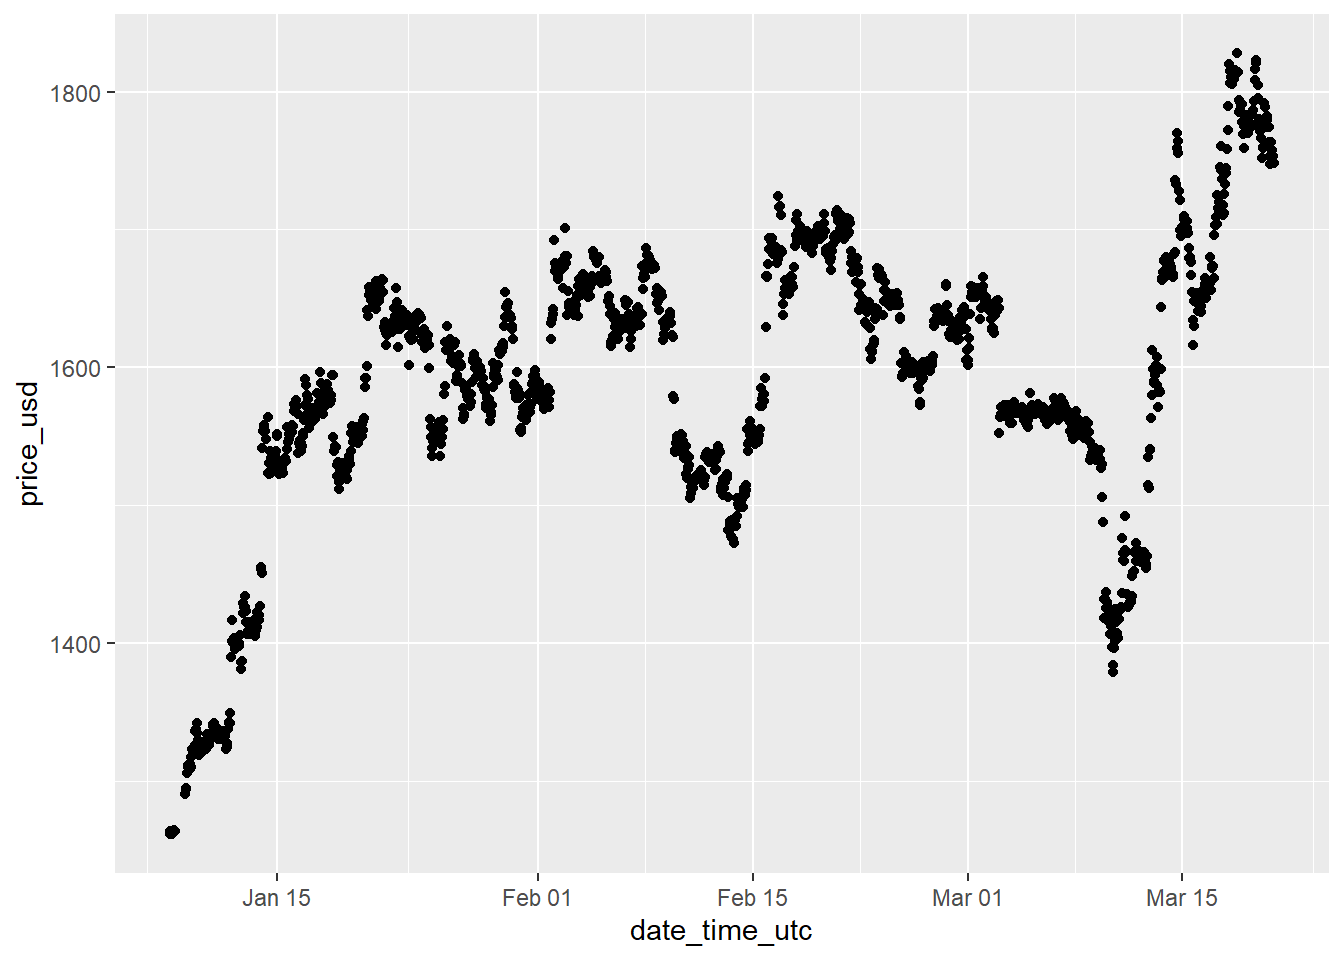 price_usd
1800
1600
1400
Jan 15
Feb 01
Feb 15
Mar 01
Mar 15
date_time_utc